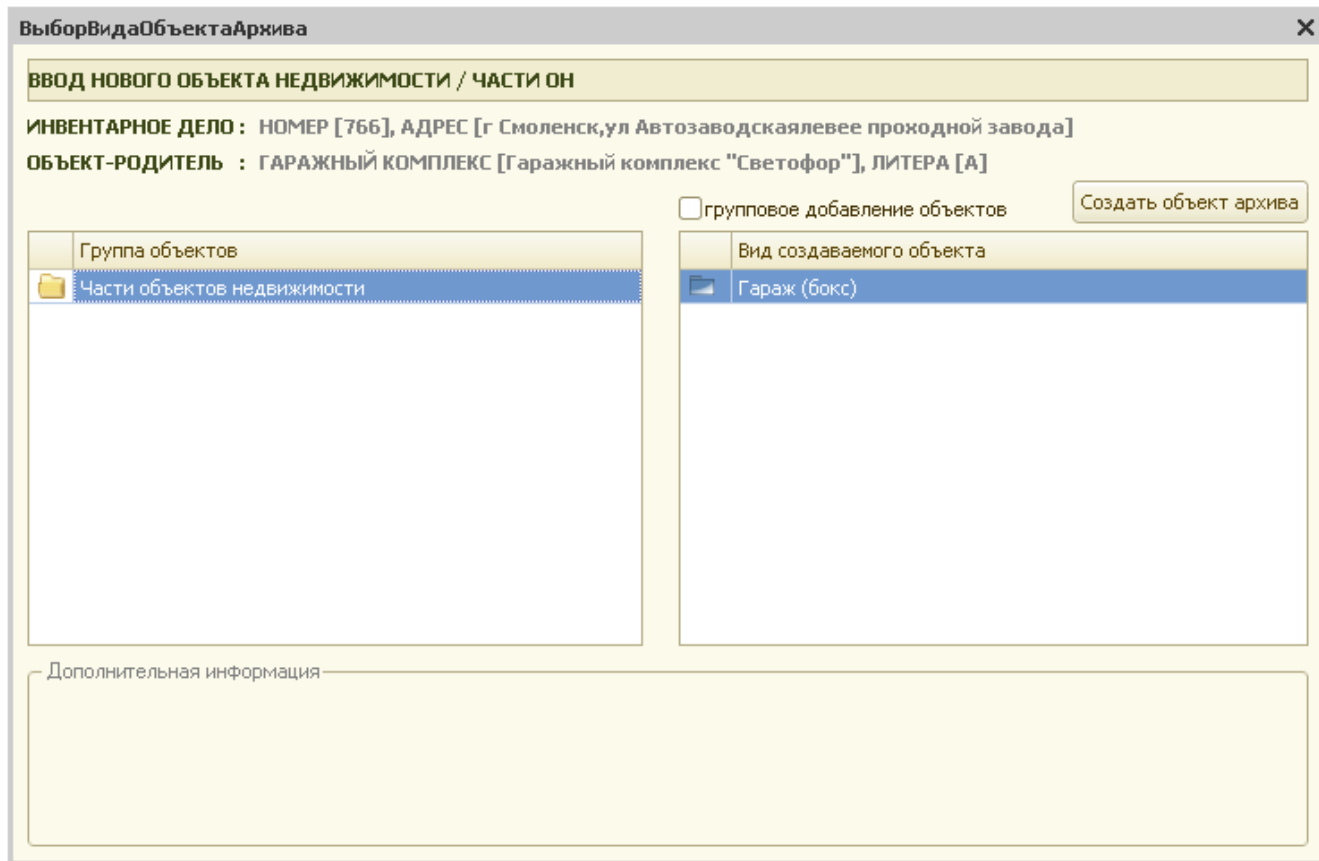 ВыборВидаОбъектаАрхива
ВВОД НОВОГО ОБЪЕКТА НЕДВИЖИМОСТИ / ЧАСТИ ОН
ИНВЕНТАРНОЕ ДЕЛО : НОМЕР [766], АДРЕС [г Смоленск,ул Автозаводскаялевее проходной завода]
ОБЪЕКТ-РОДИТЕЛЬ : ГАРАЖНЫЙ КОМПЛЕКС [Гаражный комплекс "Светофор"], ЛИТЕРА [А]
групповое добавление объектов
Создать объект архива
Группа объектов
Части объектов недвижимости
Вид создаваемого объекта
Гараж (бокс)
Дополнительная информация